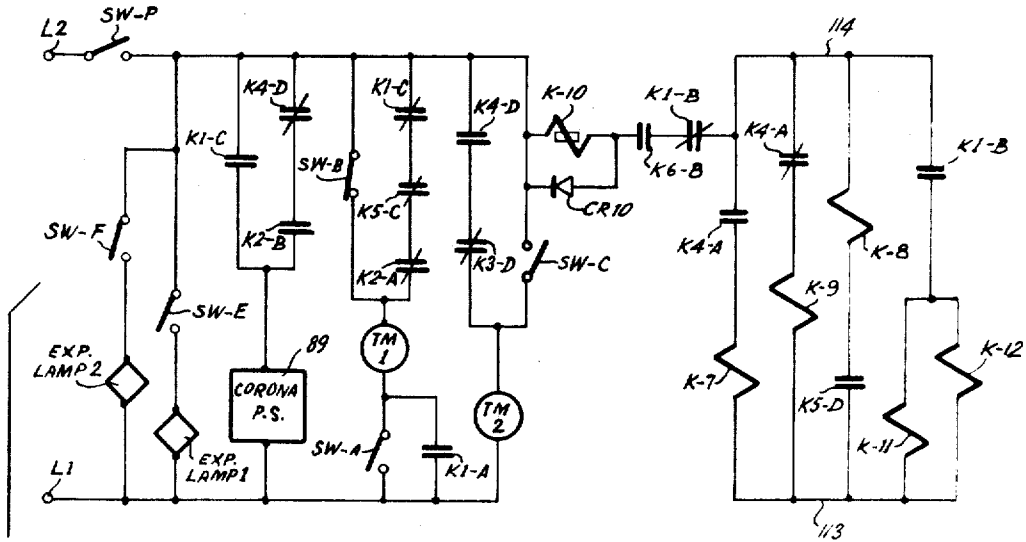 L2
SW-P
114
K4-D
K1-C
K1-C
K4-D
K-10
K1-B
K4-A
K1-B
SW-B
K6-B
K5-C
CR10
K4-A
SW-F
K2-B
K2-A
K3-D
SW-C
K-8
SW-E
K-9
89
EXP.
LAMP 2
CORONA
P.S.
TM
1
K-7
K-12
TM
2
K5-D
SW-A
K1-A
K-11
EXP.
LAMP 1
L1
113